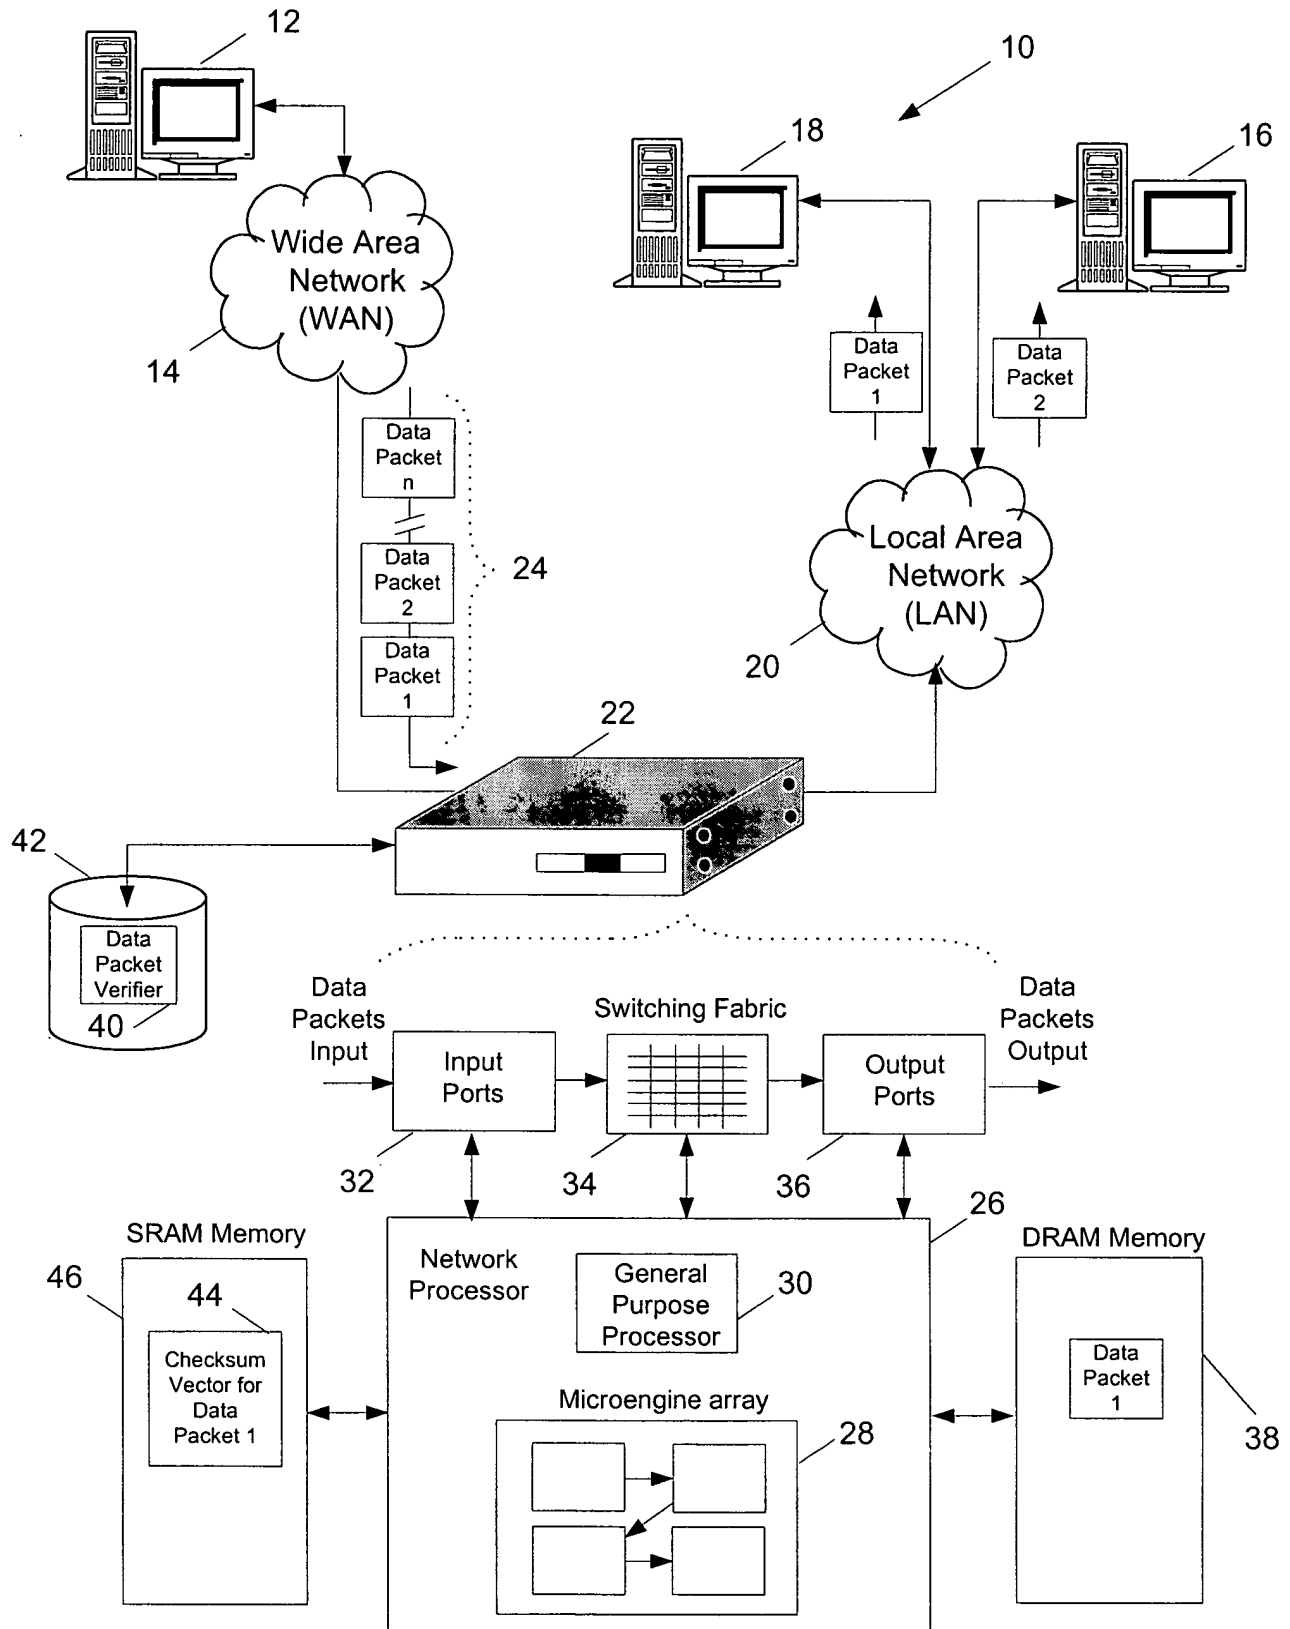 12
10
18
16
Wide Area
Network
(WAN)
14
Data
Packet
1
Data
Packet
2
Data
Packet
n
Data
Packet
2
Data
Packet
1
24
Local Area
Network
(LAN)
20
22
42
Data
Packet
Verifier
40
Data
Packets
Input
Switching Fabric
Data
Packets
Output
Input
Ports
Output
Ports
32
34
36
26
SRAM Memory
DRAM Memory
46
44
Checksum
Vector for
Data
Packet 1
Network
Processor
General
Purpose
Processor
30
Data
Packet
1
38
Microengine array
28